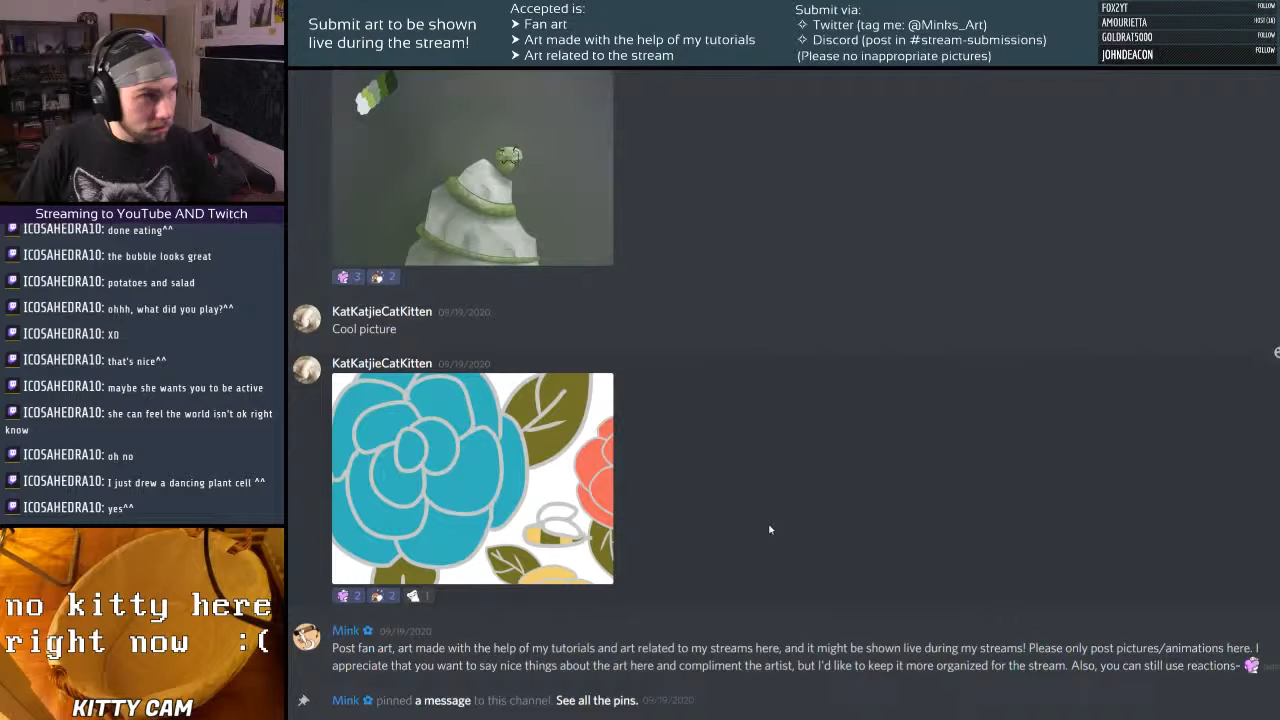 Submit art to be shown
live during the stream!
Accepted is:
➤ Fan art
➤ Art made with the help of my tutorials
➤ Art related to the stream
Submit via:
✧ Twitter (tag me: @Minks_Art)
✧ Discord (post in #stream-submissions)
(Please no inappropriate pictures)
FOX2YT FOLLOW
AMOURIETTA HOST (18)
GOLDRAT5000 FOLLOW
JOHNDEACON FOLLOW
Streaming to YouTube AND Twitch
ICOSAHEDRA10: done eating^^
ICOSAHEDRA10: the bubble looks great
ICOSAHEDRA10: potatoes and salad
ICOSAHEDRA10: ohhh, what did you play?^^
ICOSAHEDRA10: XD
ICOSAHEDRA10: that's nice^^
ICOSAHEDRA10: maybe she wants you to be active
ICOSAHEDRA10: she can feel the world isn't ok right
know
ICOSAHEDRA10: oh no
ICOSAHEDRA10: I just drew a dancing plant cell ^^
ICOSAHEDRA10: yes^^
no kitty here
right now :(
KITTY CAM
3 2
KatKatjieCatKitten 09/19/2020
Cool picture
KatKatjieCatKitten 09/19/2020
2 2 1
Mink 09/19/2020
Post fan art, art made with the help of my tutorials and art related to my streams here, and it might be shown live during my streams! Please only post pictures/animations here. I
appreciate that you want to say nice things about the art here and compliment the artist, but I'd like to keep it more organized for the stream. Also, you can still use reactions~
Mink pinned a message to this channel. See all the pins. 09/19/2020